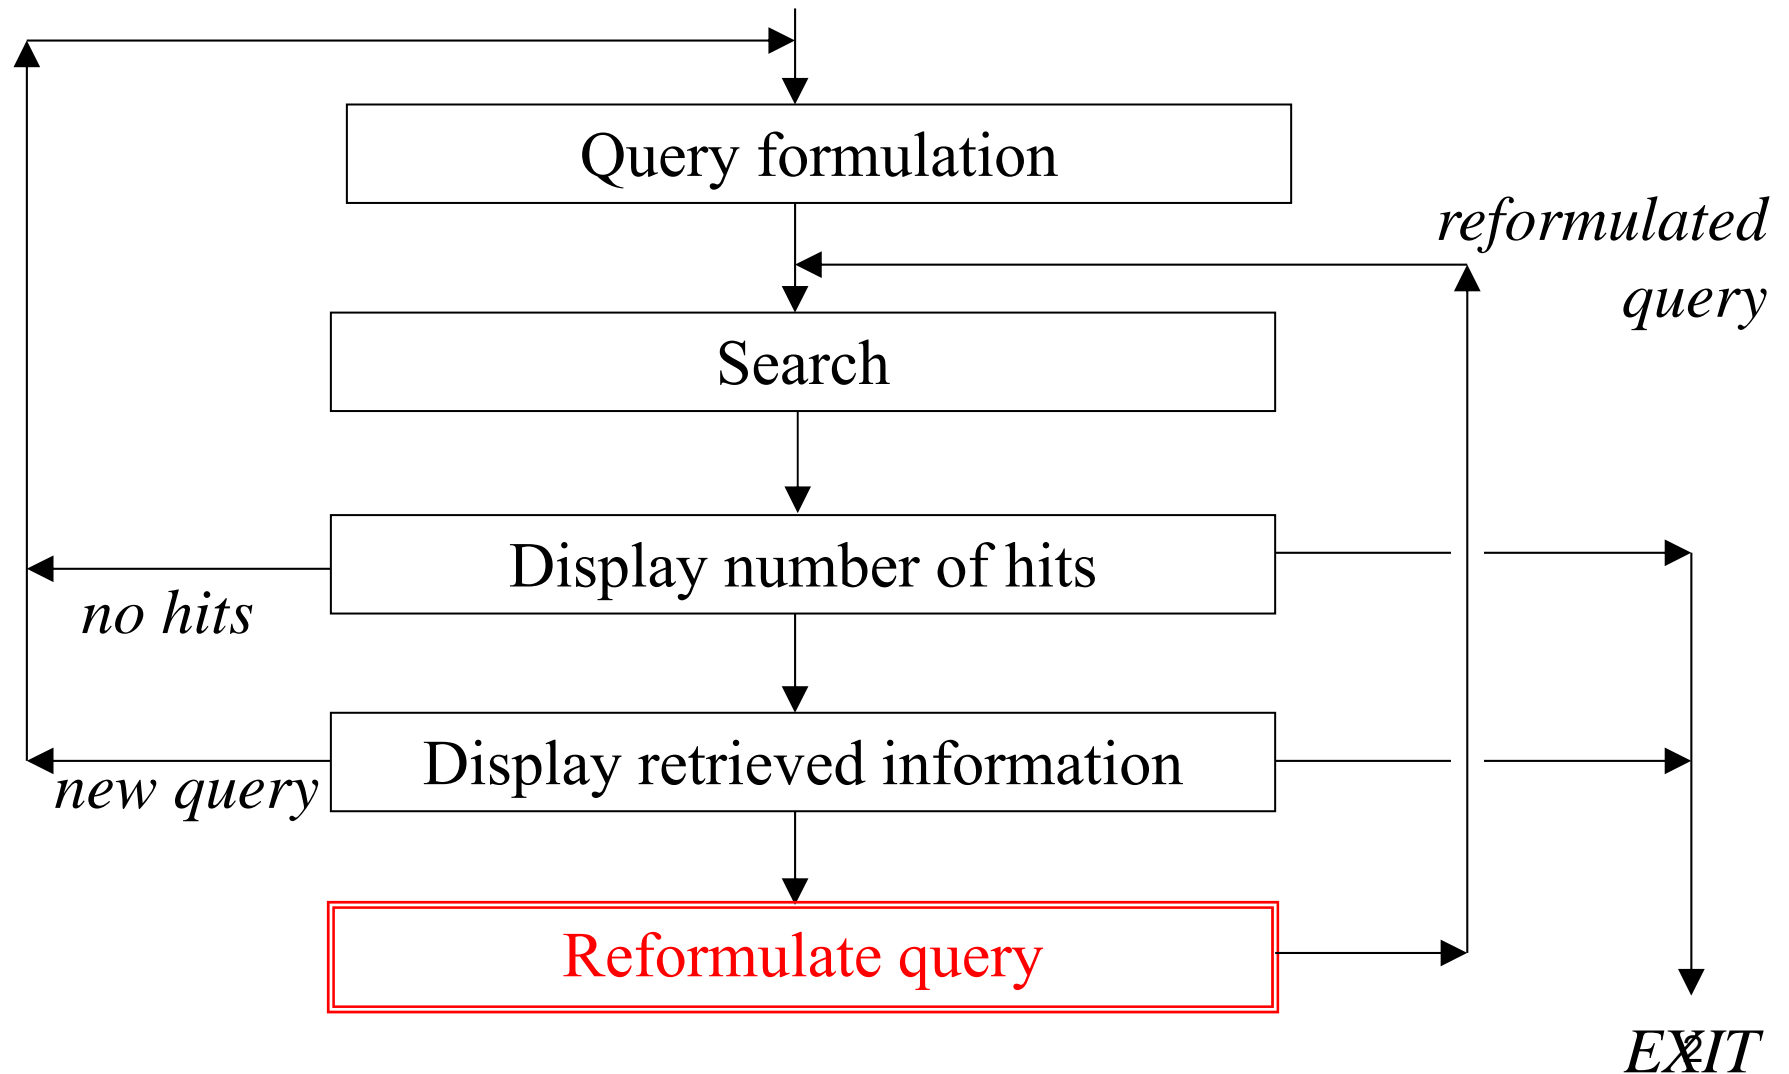 Query formulation
reformulated
query
Search
Display number of hits
no hits
Display retrieved information
new query
Reformulate query
EXIT
2